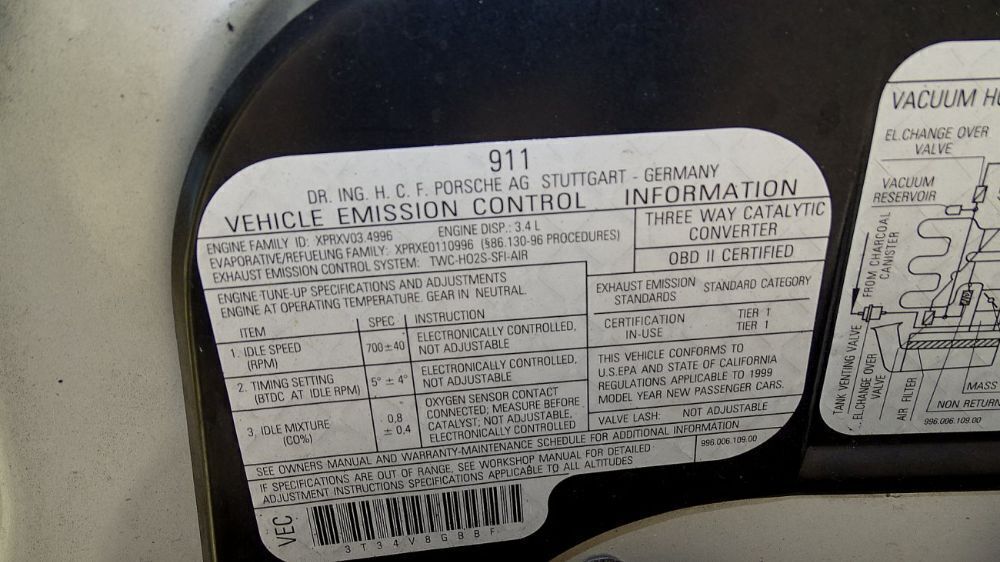 911
DR. ING. H. C. F. PORSCHE AG STUTTGART - GERMANY
VEHICLE EMISSION CONTROL INFORMATION
ENGINE FAMILY ID: XPRXV03.4996 ENGINE DISP.: 3.4 L
EVAPORATIVE/REFUELING FAMILY: XPRXE0110996 (§86.130-96 PROCEDURES)
EXHAUST EMISSION CONTROL SYSTEM: TWC-HO2S-SFI-AIR
THREE WAY CATALYTIC
CONVERTER
OBD II CERTIFIED
ENGINE-TUNE-UP SPECIFICATIONS AND ADJUSTMENTS
ENGINE AT OPERATING TEMPERATURE. GEAR IN NEUTRAL
ITEM SPEC INSTRUCTION
1. IDLE SPEED
(RPM)
700±40
ELECTRONICALLY CONTROLLED,
NOT ADJUSTABLE
2. TIMING SETTING
(BTDC AT IDLE RPM)
5° ± 4°
ELECTRONICALLY CONTROLLED,
NOT ADJUSTABLE
3. IDLE MIXTURE
(CO%)
0,8
± 0,4
OXYGEN SENSOR CONTACT
CONNECTED; MEASURE BEFORE
CATALYST; NOT ADJUSTABLE,
ELECTRONICALLY CONTROLLED
EXHAUST EMISSION
STANDARDS
STANDARD CATEGORY
CERTIFICATION TIER 1
IN-USE TIER 1
THIS VEHICLE CONFORMS TO
U.S.EPA AND STATE OF CALIFORNIA
REGULATIONS APPLICABLE TO 1999
MODEL YEAR NEW PASSENGER CARS.
VALVE LASH: NOT ADJUSTABLE
SEE OWNERS MANUAL AND WARRANTY-MAINTENANCE SCHEDULE FOR ADDITIONAL INFORMATION
996.006.109.00
IF SPECIFICATIONS ARE OUT OF RANGE, SEE WORKSHOP MANUAL FOR DETAILED
ADJUSTMENT INSTRUCTIONS SPECIFICATIONS APPLICABLE TO ALL ALTITUDES
VEC
3T34V8GBBF
VACUUM
EL.CHANGE OVER
VALVE
VACUUM
RESERVOIR
FROM CHARCOAL
CANISTER
TANK VENTING VALVE
EL.CHANGE OVER
VALVE
AIR FILTER
MASS
NON RETURN
996.006.109.00